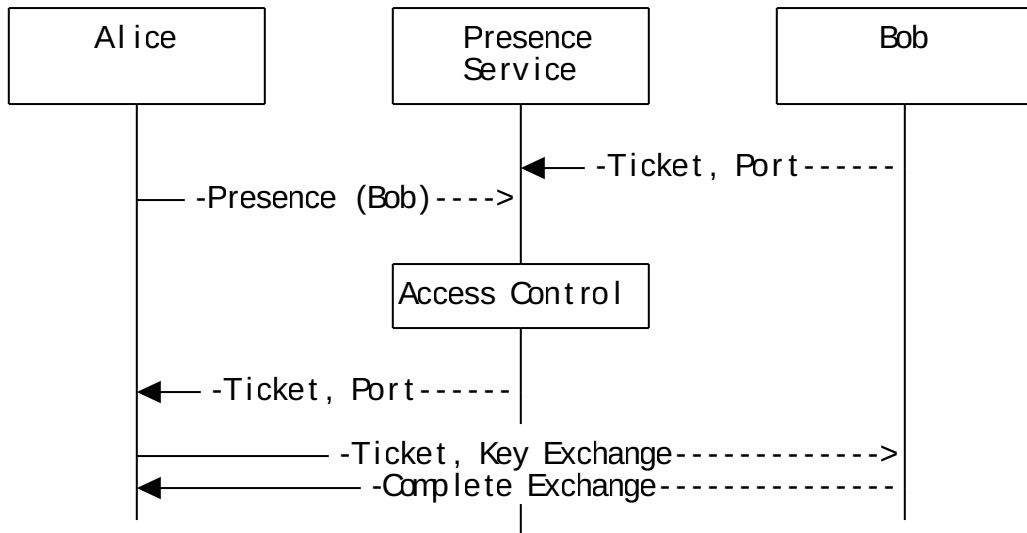 Alice
Presence
Service
Bob
-Ticket, Port------
-Presence (Bob)---->
Access Control
-Ticket, Port------
-Ticket, Key Exchange------------->
-Complete Exchange---------------